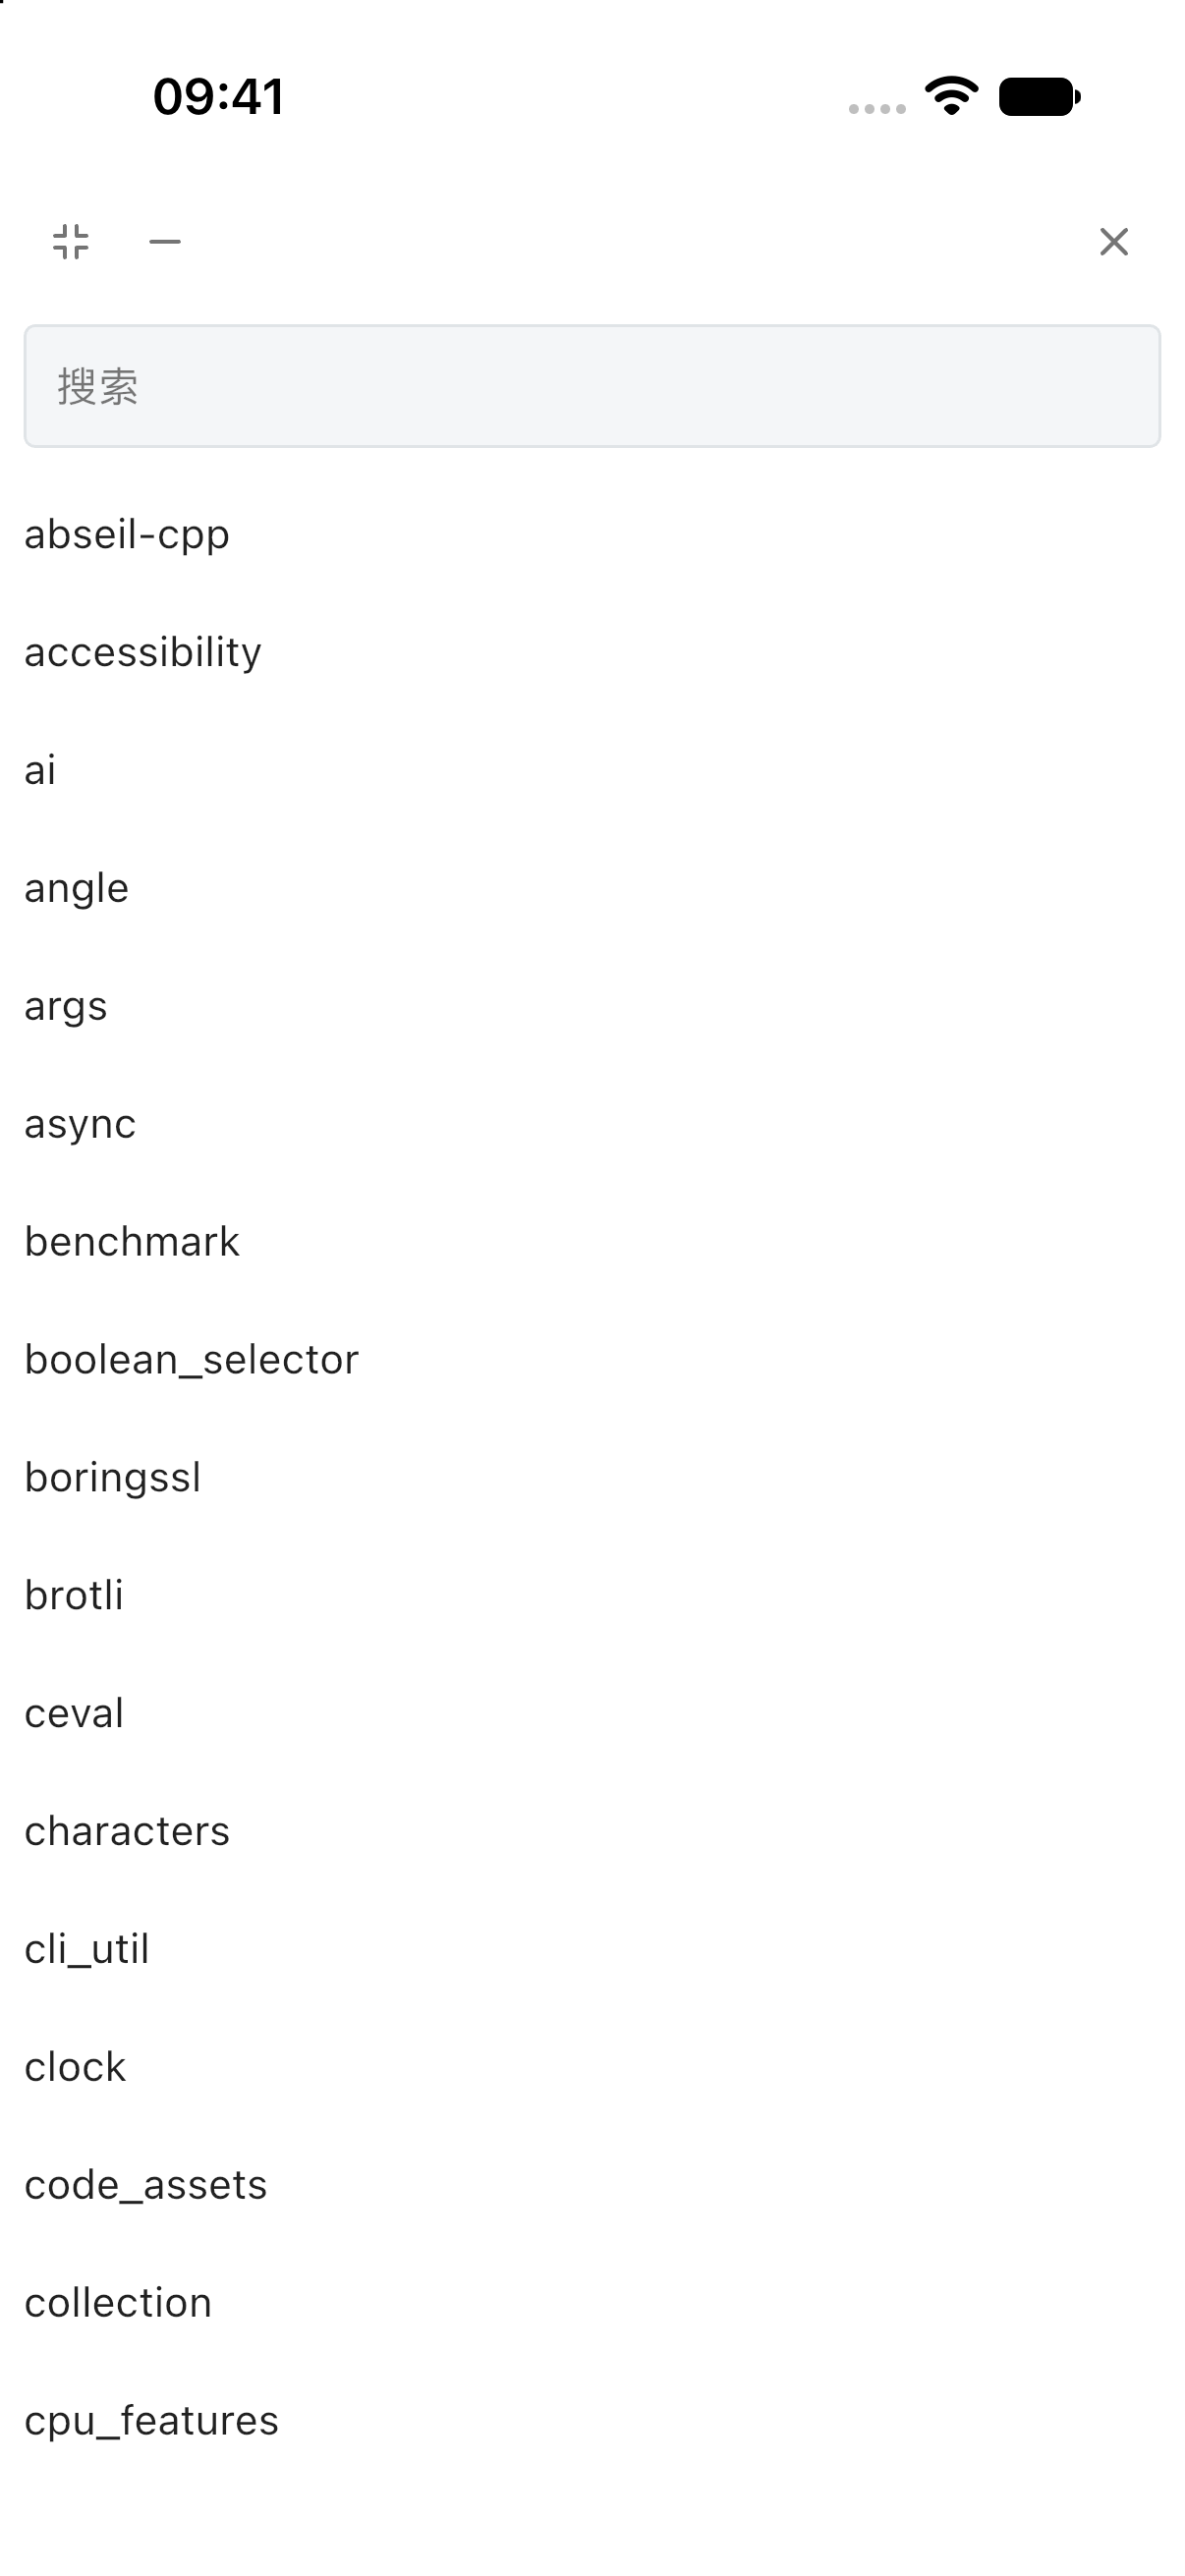 09:41
搜索
abseil-cpp
accessibility
ai
angle
args
async
benchmark
boolean_selector
boringssl
brotli
ceval
characters
cli_util
clock
code_assets
collection
cpu_features